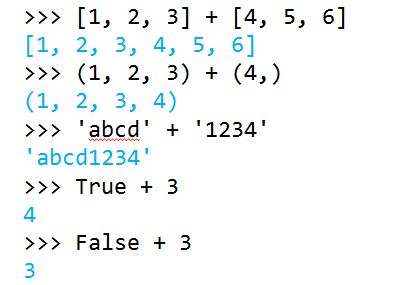 >>> [1, 2, 3] + [4, 5, 6]
[1, 2, 3, 4, 5, 6]
>>> (1, 2, 3) + (4,)
(1, 2, 3, 4)
>>> 'abcd' + '1234'
'abcd1234'
>>> True + 3
4
>>> False + 3
3